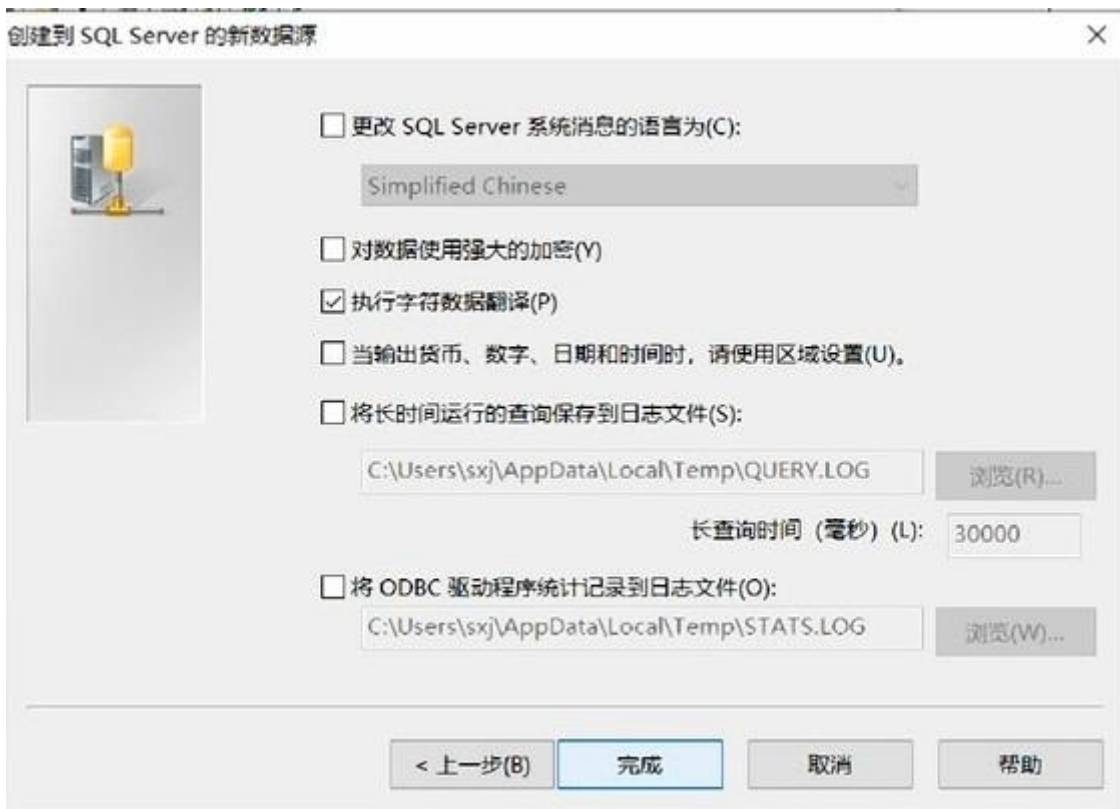 创建到 SQL Server 的新数据源
更改 SQL Server 系统消息的语言为(C):
Simplified Chinese
对数据使用强大的加密(Y)
执行字符数据翻译(P)
当输出货币、数字、日期和时间时，请使用区域设置(U)。
将长时间运行的查询保存到日志文件(S):
C:\Users\sxj\AppData\Local\Temp\QUERY.LOG 浏览(R)...
长查询时间（毫秒）(L): 30000
将 ODBC 驱动程序统计记录到日志文件(O):
C:\Users\sxj\AppData\Local\Temp\STATS.LOG 浏览(W)...
< 上一步(B) 完成 取消 帮助